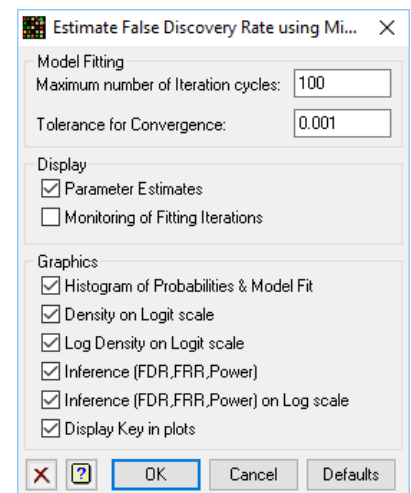 Estimate False Discovery Rate using Mi...
Model Fitting
Maximum number of Iteration cycles: 100
Tolerance for Convergence: 0.001
Display
Parameter Estimates
Monitoring of Fitting Iterations
Graphics
Histogram of Probabilities & Model Fit
Density on Logit scale
Log Density on Logit scale
Inference (FDR,FRR,Power)
Inference (FDR,FRR,Power) on Log scale
Display Key in plots
? OK Cancel Defaults